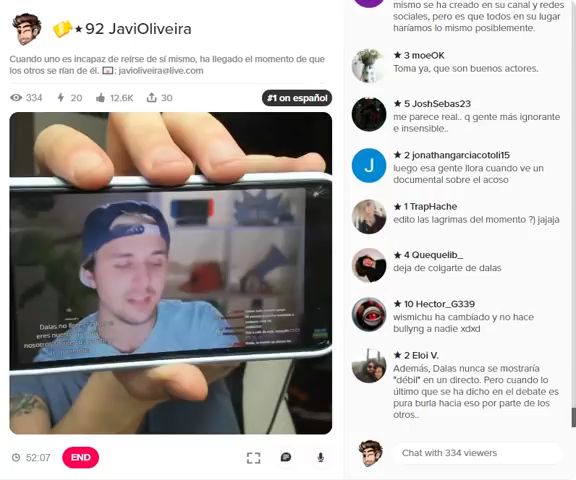 ★ 92 JaviOliveira
Cuando uno es incapaz de reírse de sí mismo, ha llegado el momento de que
los otros se rían de él. : javioliveira@live.com
334 20 12.6K 30
#1 on español
Dalas no
eres
nosotros
52:07 END
mismo se ha creado en su canal y redes
sociales, pero es que todos en su lugar
haríamos lo mismo posiblemente.
★ 3 moeOK
Toma ya, que son buenos actores.
★ 5 JoshSebas23
me parece real.. q gente más ignorante
e insensible..
★ 2 jonathangarciacotoli15
luego esa gente llora cuando ve un
documental sobre el acoso
J
★ 1 TrapHache
edito las lagrimas del momento ?) jajaja
★ 4 Quequelib_
deja de colgarte de dalas
★ 10 Hector_G339
wismichu ha cambiado y no hace
bullyng a nadie xdxd
★ 2 Eloi V.
Además, Dalas nunca se mostraría
"débil" en un directo. Pero cuando lo
último que se ha dicho en el debate es
pura burla hacia eso por parte de los
otros..
Chat with 334 viewers